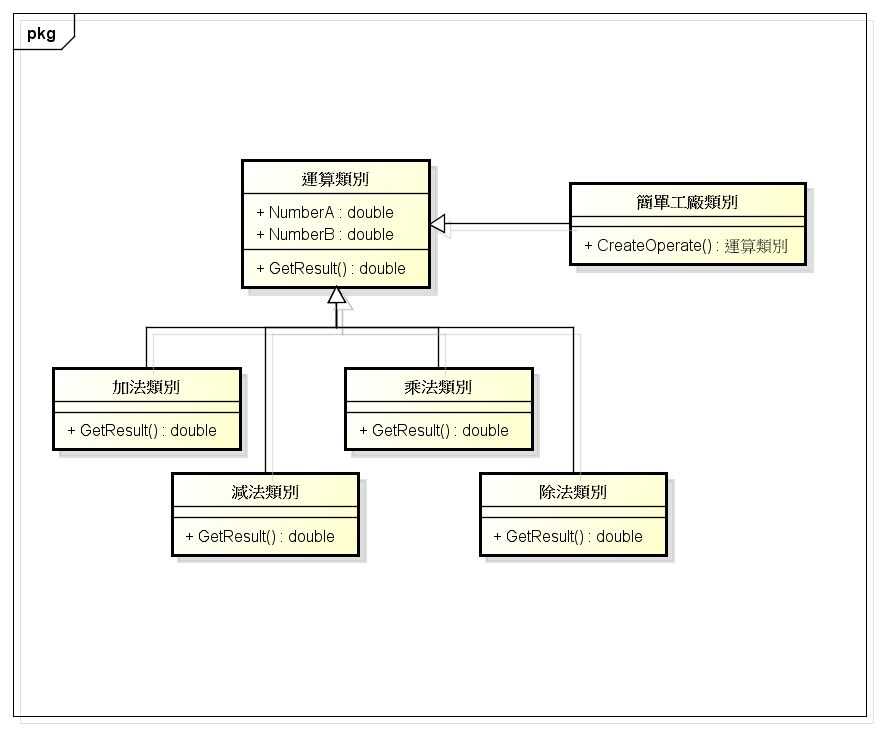 pkg
運算類別
+ NumberA : double
+ NumberB : double
+ GetResult() : double
簡單工廠類別
+ CreateOperate() : 運算類別
加法類別
+ GetResult() : double
乘法類別
+ GetResult() : double
減法類別
+ GetResult() : double
除法類別
+ GetResult() : double